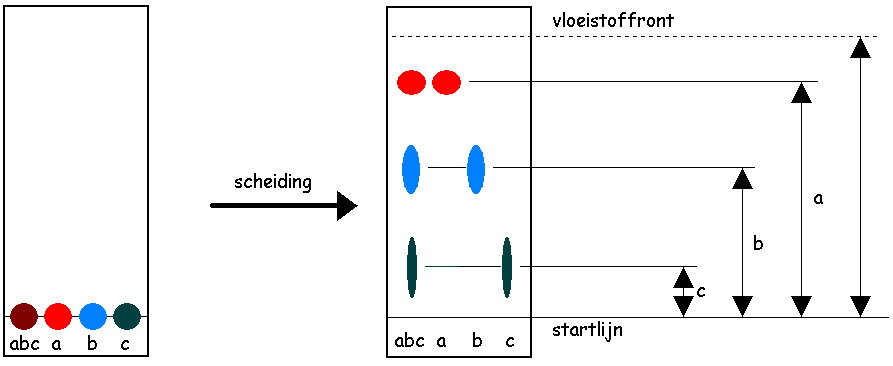 abc a b c
scheiding
vloeistoffront
a
b
c
startlijn
abc a b c